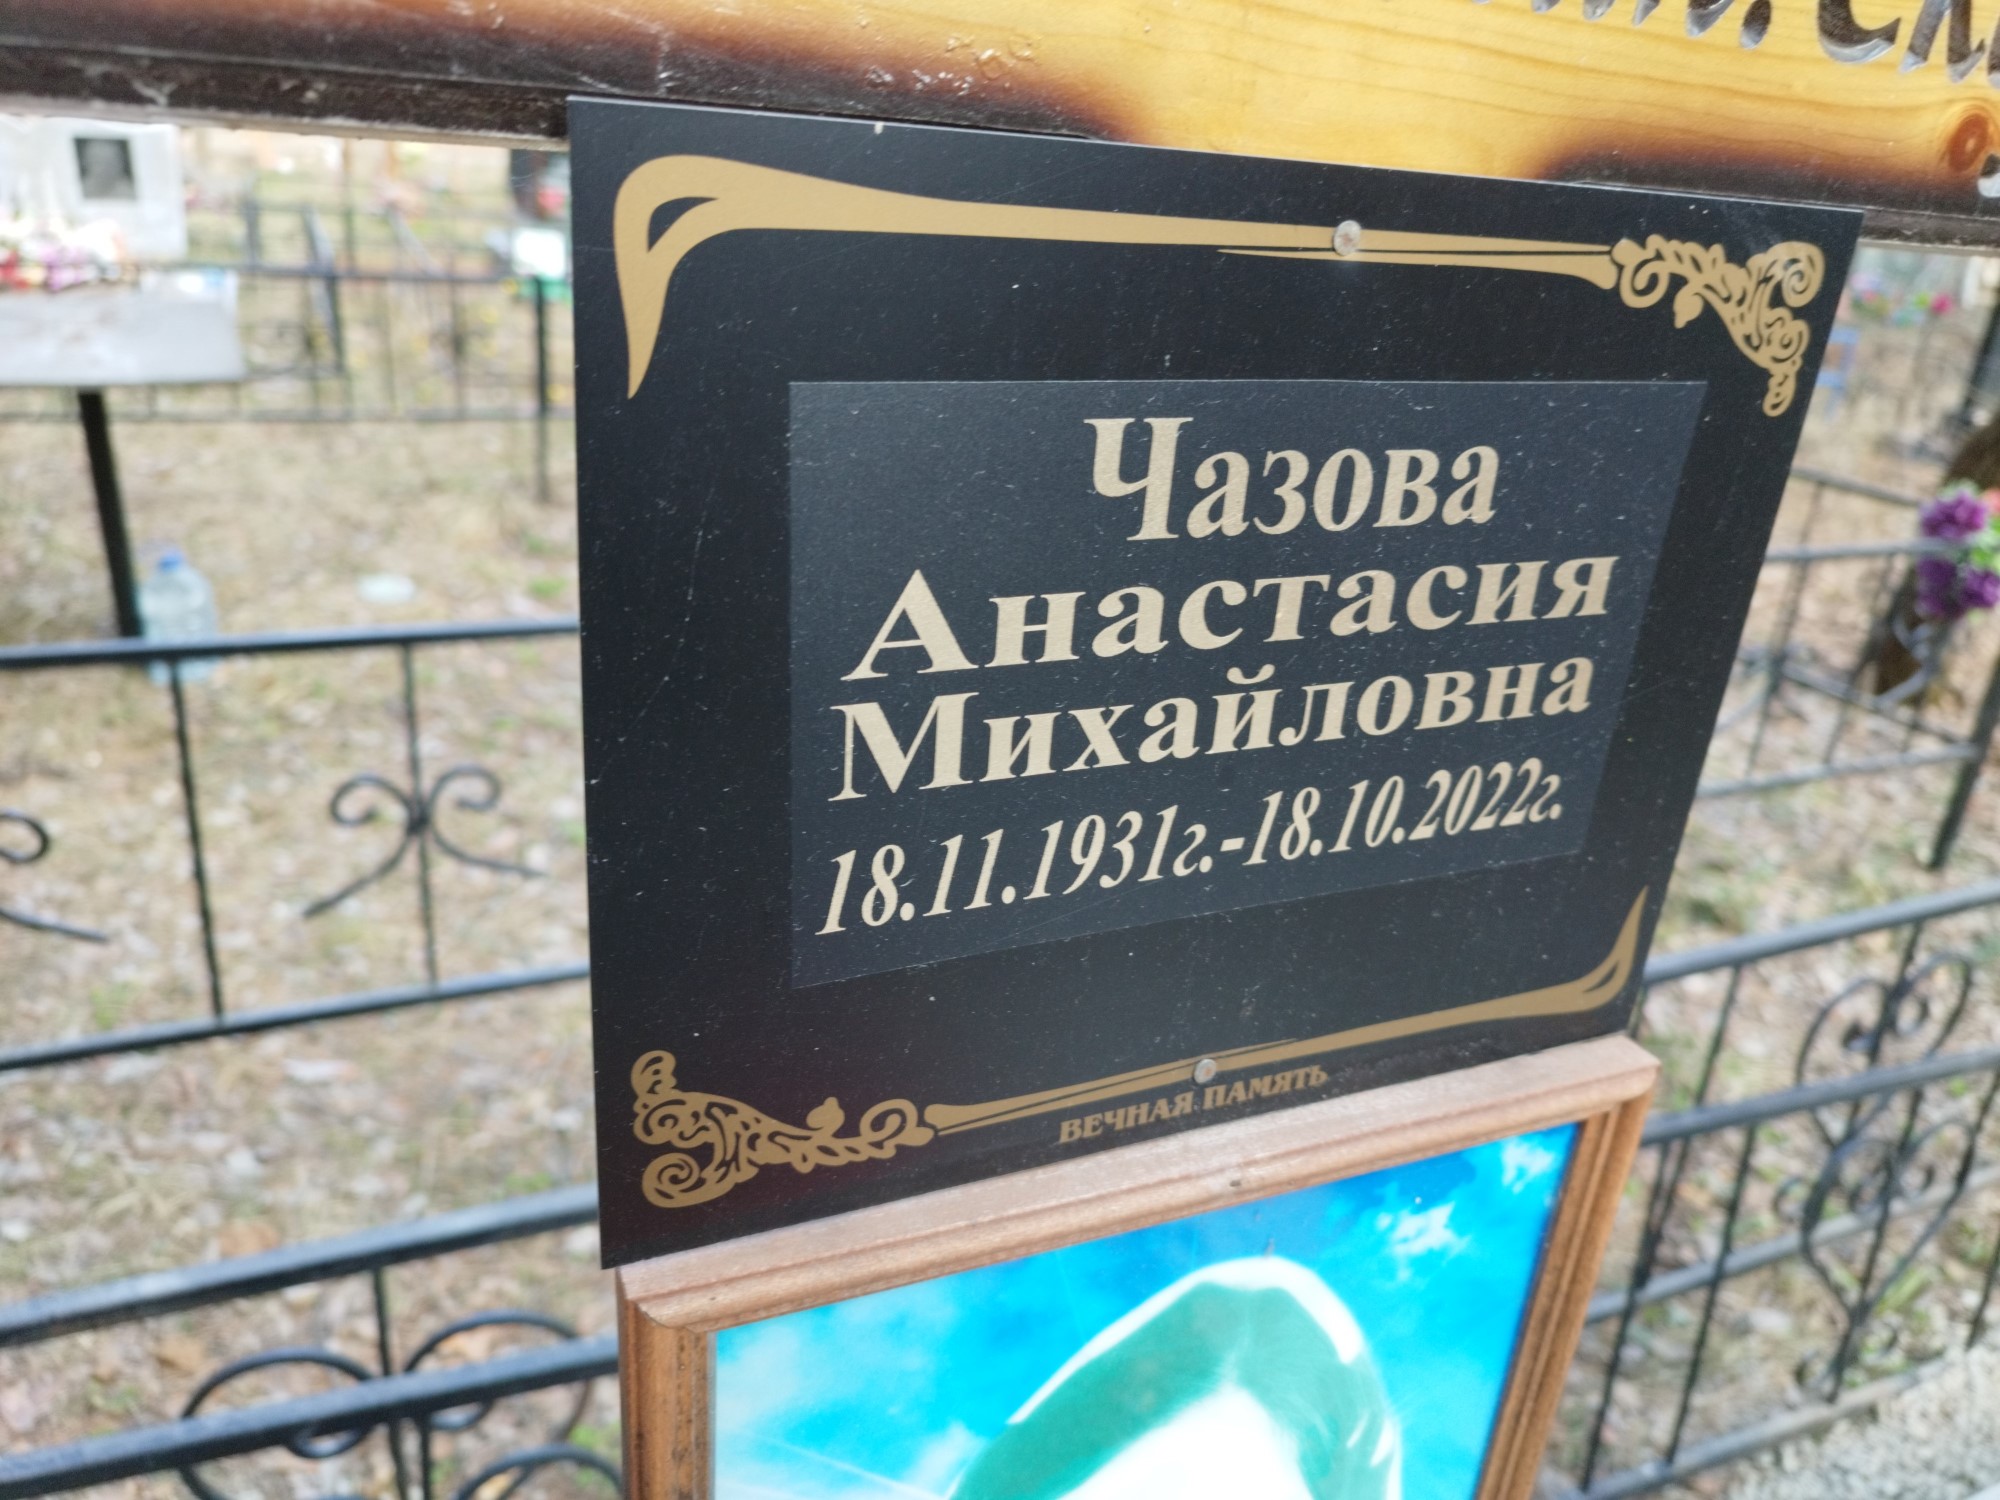 Чазова
Анастасия
Михайловна
18.11.1931г.-18.10.2022г.
ВЕЧНАЯ ПАМЯТЬ